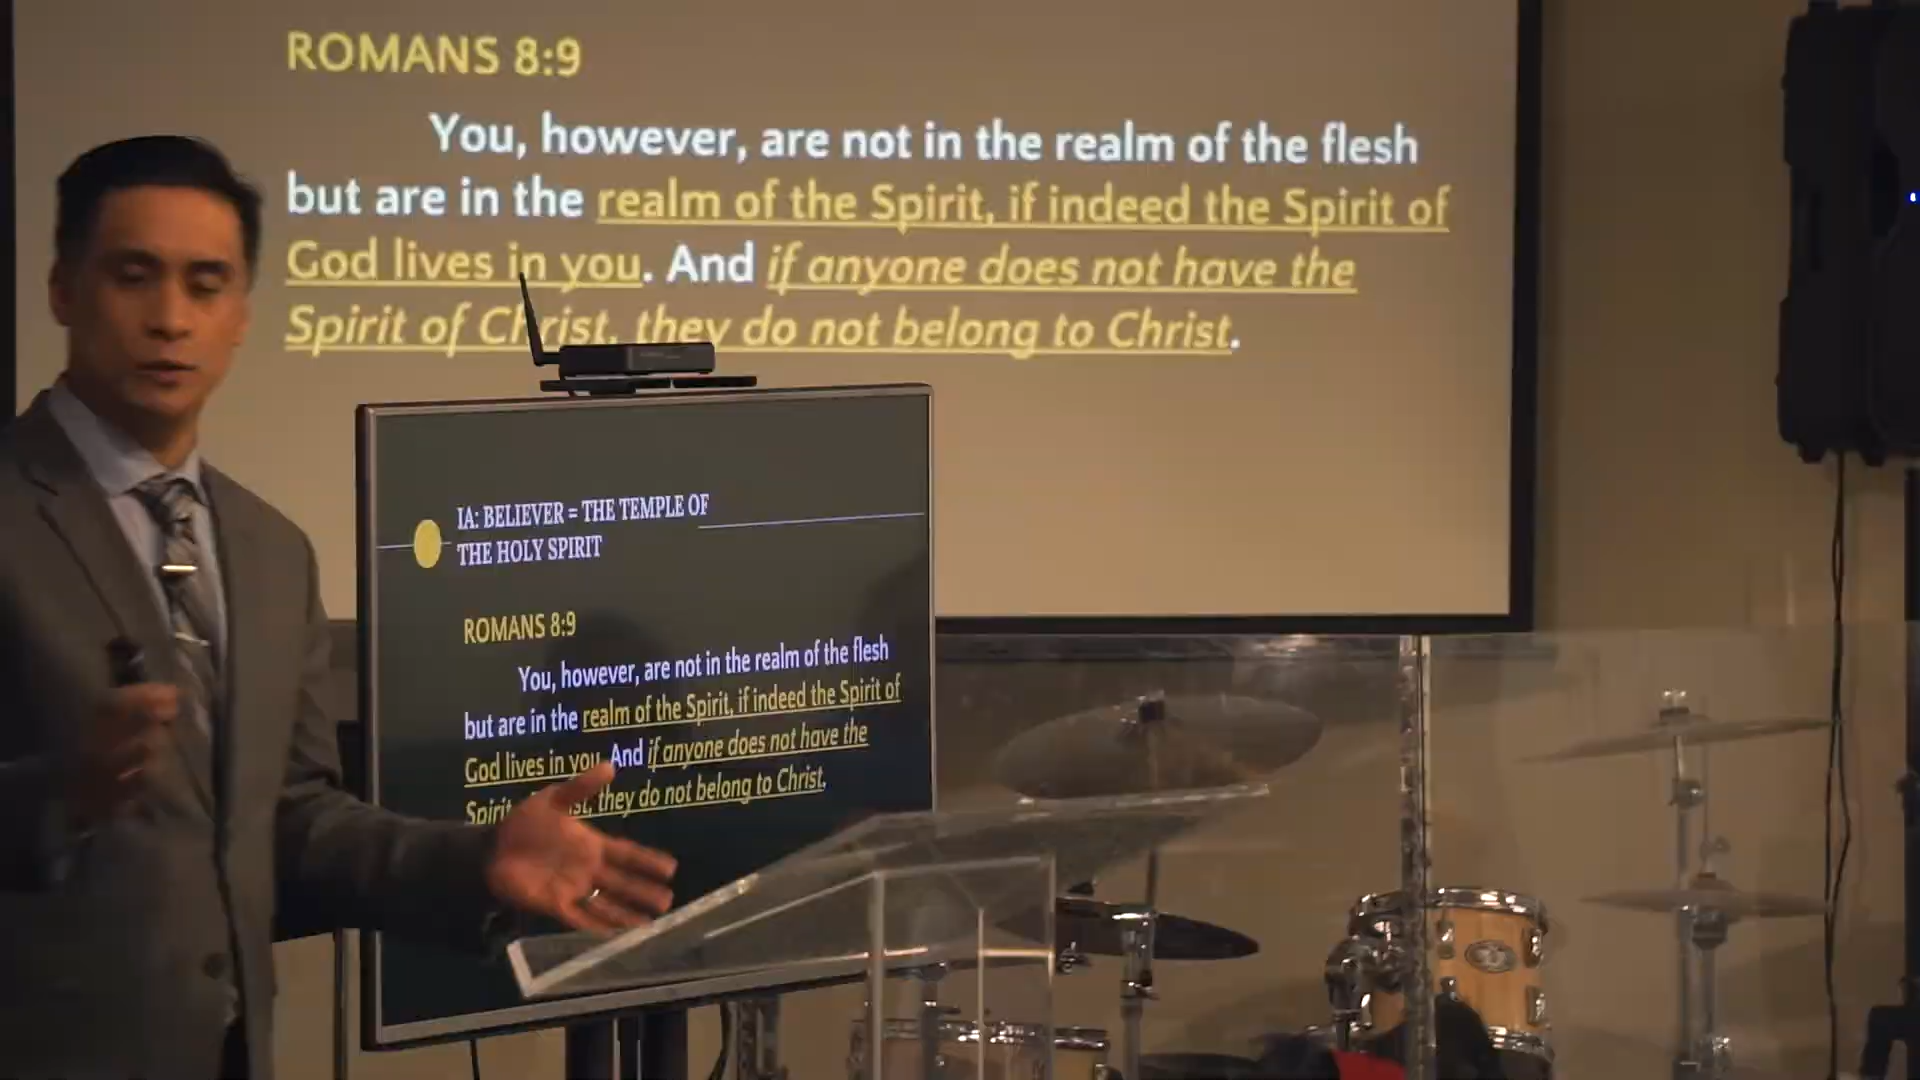 ROMANS 8:9
You, however, are not in the realm of the flesh
but are in the realm of the Spirit, if indeed the Spirit of
God lives in you. And if anyone does not have the
Spirit of Christ, they do not belong to Christ.
IA: BELIEVER = THE TEMPLE OF
THE HOLY SPIRIT
ROMANS 8:9
You, however, are not in the realm of the flesh
but are in the realm of the Spirit, if indeed the Spirit of
God lives in you. And if anyone does not have the
Spirit they do not belong to Christ.